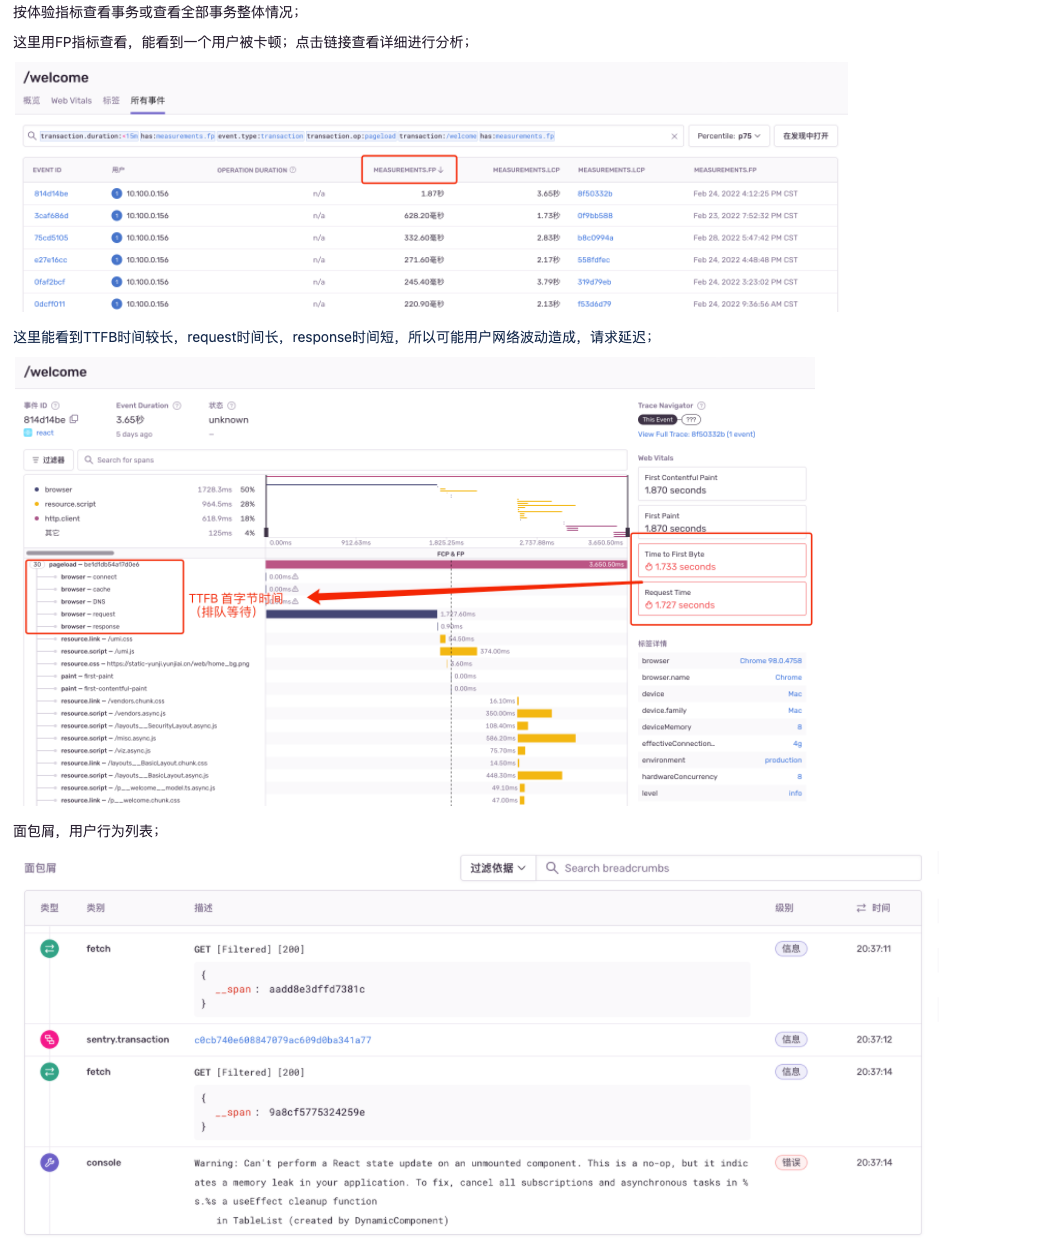 按体验指标查看事务或查看全部事务整体情况；
这里用FP指标查看，能看到一个用户被卡顿；点击链接查看详细进行分析；
/welcome
概览 Web Vitals 标签 所有事件
transaction.duration:<15m has:measurements.fp event.type:transaction transaction.op:pageload transaction:/welcome has:measurements.fp
Percentile: p75 在发现中打开
EVENT ID 用户 OPERATION DURATION MEASUREMENTS.FP ↓ MEASUREMENTS.LCP MEASUREMENTS.LCP MEASUREMENTS.FP
814d14be 10.100.0.156 n/a 1.87秒 3.65秒 8f50332b Feb 24, 2022 4:12:25 PM CST
3caf686d 10.100.0.156 n/a 628.20毫秒 1.73秒 0f9bb588 Feb 23, 2022 7:52:32 PM CST
75cd5105 10.100.0.156 n/a 332.60毫秒 2.83秒 b8c0994a Feb 28, 2022 5:47:42 PM CST
e27e16cc 10.100.0.156 n/a 271.60毫秒 2.17秒 558fdfec Feb 24, 2022 4:48:48 PM CST
0faf2bcf 10.100.0.156 n/a 245.40毫秒 3.79秒 319d79eb Feb 24, 2022 3:23:02 PM CST
0dcff011 10.100.0.156 n/a 220.90毫秒 2.13秒 f53d6d79 Feb 24, 2022 9:36:56 AM CST
这里能看到TTFB时间较长，request时间长，response时间短，所以可能用户网络波动造成，请求延迟；
/welcome
事件 ID Event Duration 状态 Trace Navigator
814d14be 3.65秒 unknown This Event ???
react 5 days ago – View Full Trace: 8f50332b (1 event)
过滤器 Search for spans
Web Vitals
browser 1728.3ms 50%
resource.script 964.5ms 28%
http.client 618.9ms 18%
其它 125ms 4%
0.00ms 912.63ms 1,825.25ms 2,737.88ms 3,650.50ms
FCP & FP
First Contentful Paint
1.870 seconds
First Paint
1.870 seconds
Time to First Byte
1.733 seconds
Request Time
1.727 seconds
30 pageload – be1d1db54a17d0e6 3,650.50ms
browser – connect 0.00ms
browser – cache 0.00ms
browser – DNS
TTFB 首字节时间
（排队等待）
browser – request 1,727.60ms
browser – response 0.90ms
resource.link – /umi.css 54.50ms
resource.script – /umi.js 374.00ms
resource.css – https://static-yunji.yunjiai.cn/web/home_bg.png 3.60ms
paint – first-paint 0.00ms
paint – first-contentful-paint 0.00ms
resource.link – /vendors.chunk.css 16.10ms
resource.script – /vendors.async.js 350.00ms
resource.script – /layouts__SecurityLayout.async.js 108.40ms
resource.script – /misc.async.js 586.20ms
resource.script – /viz.async.js 75.70ms
resource.link – /layouts__BasicLayout.chunk.css 14.50ms
resource.script – /layouts__BasicLayout.async.js 448.30ms
resource.script – /p__welcome__model.ts.async.js 49.10ms
resource.link – /p__welcome.chunk.css 47.00ms
标签详情
browser Chrome 98.0.4758
browser.name Chrome
device Mac
device.family Mac
deviceMemory 8
effectiveConnection... 4g
environment production
hardwareConcurrency 8
level info
面包屑，用户行为列表；
面包屑 过滤依据 Search breadcrumbs
类型 类别 描述 级别 时间
fetch GET [Filtered] [200] 信息 20:37:11
{
__span : aadd8e3dffd7381c
}
sentry.transaction c0cb740e608847079ac609d0ba341a77 信息 20:37:12
fetch GET [Filtered] [200] 信息 20:37:14
{
__span : 9a8cf5775324259e
}
console Warning: Can't perform a React state update on an unmounted component. This is a no-op, but it indic 错误 20:37:14
ates a memory leak in your application. To fix, cancel all subscriptions and asynchronous tasks in %
s.%s a useEffect cleanup function
in TableList (created by DynamicComponent)